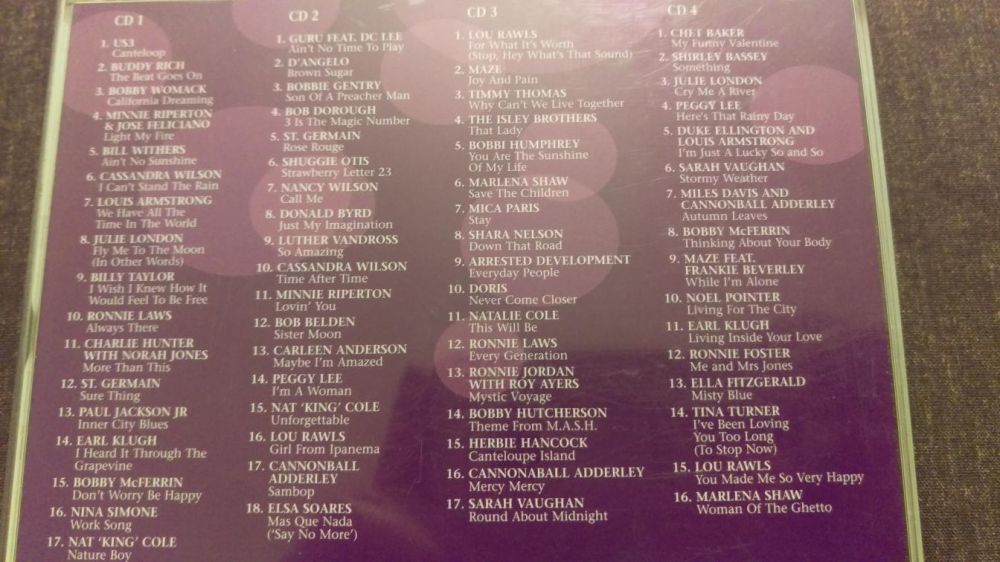 CD 1
1. US3
Canteloop
2. BUDDY RICH
The Beat Goes On
3. BOBBY WOMACK
California Dreaming
4. MINNIE RIPERTON
& JOSE FELICIANO
Light My Fire
5. BILL WITHERS
Ain't No Sunshine
6. CASSANDRA WILSON
I Can't Stand The Rain
7. LOUIS ARMSTRONG
We Have All The
Time In The World
8. JULIE LONDON
Fly Me To The Moon
(In Other Words)
9. BILLY TAYLOR
I Wish I Knew How It
Would Feel To Be Free
10. RONNIE LAWS
Always There
11. CHARLIE HUNTER
WITH NORAH JONES
More Than This
12. ST. GERMAIN
Sure Thing
13. PAUL JACKSON JR
Inner City Blues
14. EARL KLUGH
I Heard It Through The
Grapevine
15. BOBBY McFERRIN
Don't Worry Be Happy
16. NINA SIMONE
Work Song
17. NAT 'KING' COLE
Nature Boy
CD 2
1. GURU FEAT. DC LEE
Ain't No Time To Play
2. D'ANGELO
Brown Sugar
3. BOBBIE GENTRY
Son Of A Preacher Man
4. BOB DOROUGH
3 Is The Magic Number
5. ST. GERMAIN
Rose Rouge
6. SHUGGIE OTIS
Strawberry Letter 23
7. NANCY WILSON
Call Me
8. DONALD BYRD
Just My Imagination
9. LUTHER VANDROSS
So Amazing
10. CASSANDRA WILSON
Time After Time
11. MINNIE RIPERTON
Lovin' You
12. BOB BELDEN
Sister Moon
13. CARLEEN ANDERSON
Maybe I'm Amazed
14. PEGGY LEE
I'm A Woman
15. NAT 'KING' COLE
Unforgettable
16. LOU RAWLS
Girl From Ipanema
17. CANNONBALL
ADDERLEY
Sambop
18. ELSA SOARES
Mas Que Nada
('Say No More')
CD 3
1. LOU RAWLS
For What It's Worth
(Stop, Hey What's That Sound)
2. MAZE
Joy And Pain
3. TIMMY THOMAS
Why Can't We Live Together
4. THE ISLEY BROTHERS
That Lady
5. BOBBI HUMPHREY
You Are The Sunshine
Of My Life
6. MARLENA SHAW
Save The Children
7. MICA PARIS
Stay
8. SHARA NELSON
Down That Road
9. ARRESTED DEVELOPMENT
Everyday People
10. DORIS
Never Come Closer
11. NATALIE COLE
This Will Be
12. RONNIE LAWS
Every Generation
13. RONNIE JORDAN
WITH ROY AYERS
Mystic Voyage
14. BOBBY HUTCHERSON
Theme From M.A.S.H.
15. HERBIE HANCOCK
Canteloupe Island
16. CANNONABALL ADDERLEY
Mercy Mercy
17. SARAH VAUGHAN
Round About Midnight
CD 4
1. CHET BAKER
My Funny Valentine
2. SHIRLEY BASSEY
Something
3. JULIE LONDON
Cry Me A River
4. PEGGY LEE
Here's That Rainy Day
5. DUKE ELLINGTON AND
LOUIS ARMSTRONG
I'm Just A Lucky So and So
6. SARAH VAUGHAN
Stormy Weather
7. MILES DAVIS AND
CANNONBALL ADDERLEY
Autumn Leaves
8. BOBBY McFERRIN
Thinking About Your Body
9. MAZE FEAT.
FRANKIE BEVERLEY
While I'm Alone
10. NOEL POINTER
Living For The City
11. EARL KLUGH
Living Inside Your Love
12. RONNIE FOSTER
Me and Mrs Jones
13. ELLA FITZGERALD
Misty Blue
14. TINA TURNER
I've Been Loving
You Too Long
(To Stop Now)
15. LOU RAWLS
You Made Me So Very Happy
16. MARLENA SHAW
Woman Of The Ghetto